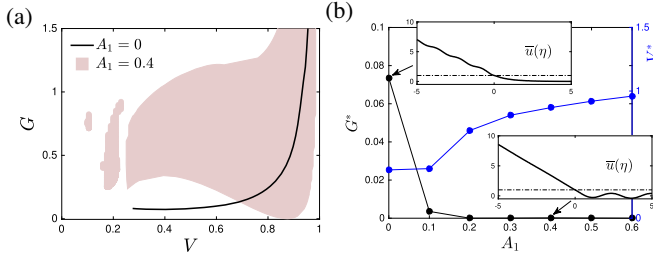 (a)
1.5
1
0.5
0
G
A₁ = 0
A₁ = 0.4
0 0.2 0.4 0.6 0.8 1
V
(b)
0.1
0.08
0.06
0.04
0.02
0
G*
10
5
0
-5 0 5
u̅(η)
5
0
-5 0 5
u̅(η)
0 0.1 0.2 0.3 0.4 0.5 0.6
A₁
1.5
1
0.5
0
V*